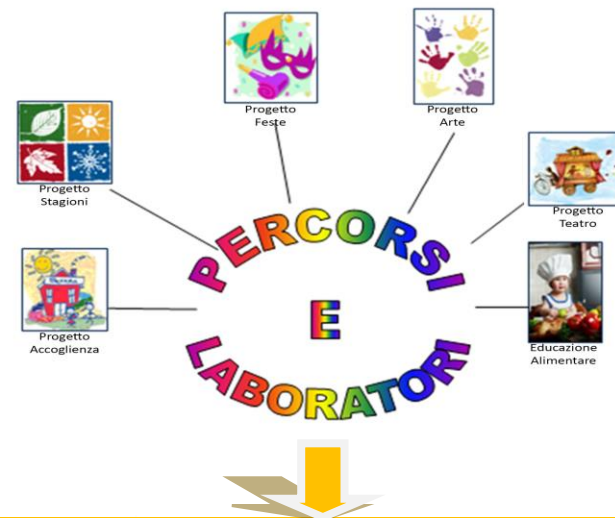 Progetto
Feste
Progetto
Arte
Progetto
Stagioni
Progetto
Teatro
PERCORSI
E
LABORATORI
Progetto
Accoglienza
Educazione
Alimentare